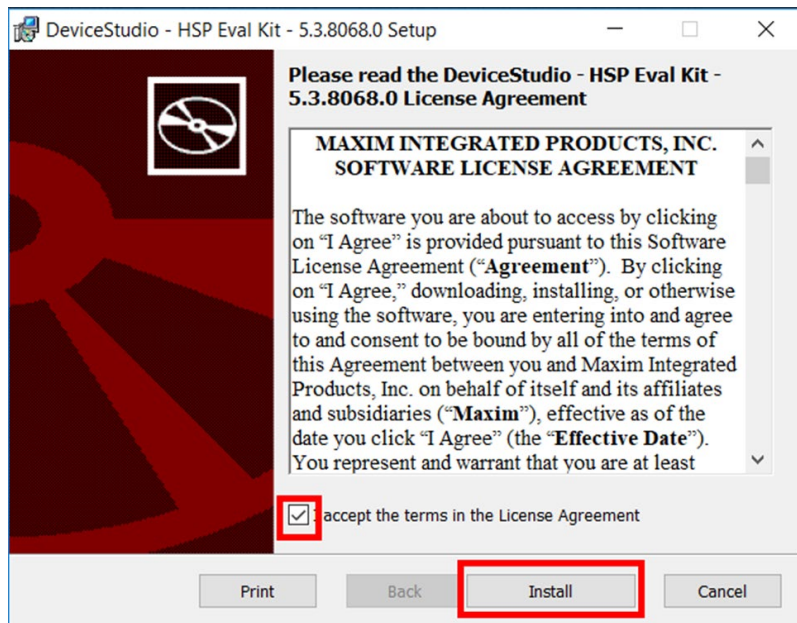 DeviceStudio - HSP Eval Kit - 5.3.8068.0 Setup
Please read the DeviceStudio - HSP Eval Kit -
5.3.8068.0 License Agreement
MAXIM INTEGRATED PRODUCTS, INC.
SOFTWARE LICENSE AGREEMENT
The software you are about to access by clicking
on “I Agree” is provided pursuant to this Software
License Agreement (“Agreement”).  By clicking
on “I Agree,” downloading, installing, or otherwise
using the software, you are entering into and agree
to and consent to be bound by all of the terms of
this Agreement between you and Maxim Integrated
Products, Inc. on behalf of itself and its affiliates
and subsidiaries (“Maxim”), effective as of the
date you click “I Agree” (the “Effective Date”).
You represent and warrant that you are at least
I accept the terms in the License Agreement
Print Back Install Cancel